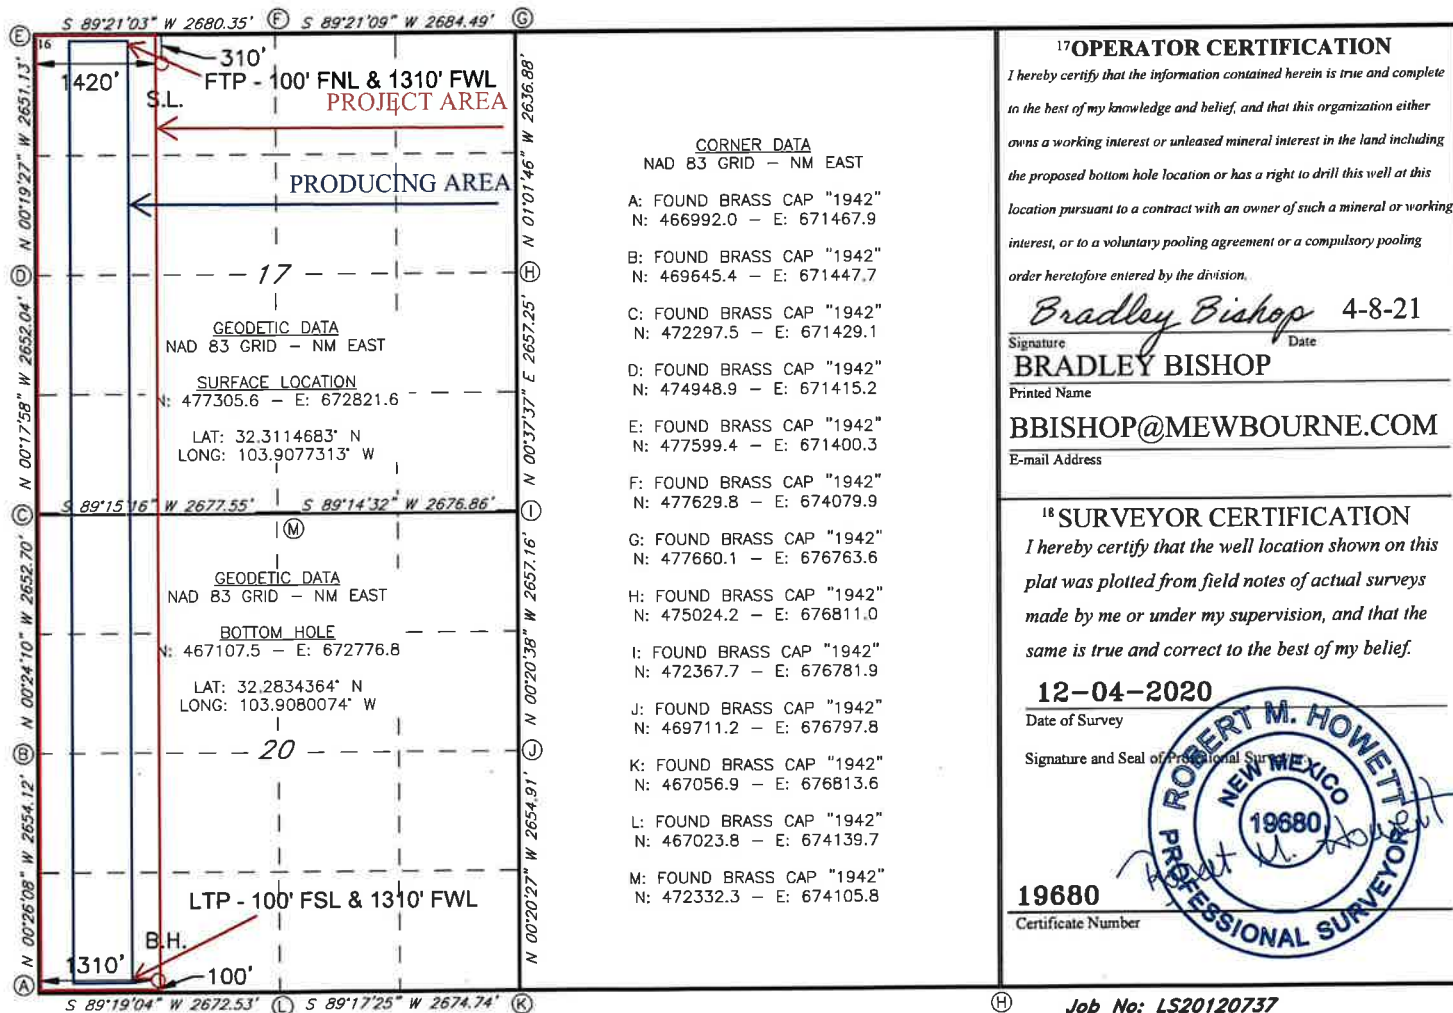 S 89°21'03" W 2680.35' F S 89°21'09" W 2684.49' G
E
16
310'
1420'
FTP - 100' FNL & 1310' FWL
S.L.
PROJECT AREA
PRODUCING AREA
N 00°19'27" W 2651.13'
N 01°01'46" W 2636.88'
D
17
H
GEODETIC DATA
NAD 83 GRID – NM EAST
SURFACE LOCATION
N: 477305.6 – E: 672821.6
LAT: 32.3114683° N
LONG: 103.9077313° W
N 00°17'58" W 2652.04'
N 00°37'37" E 2657.25'
C
S 89°15'16" W 2677.55' S 89°14'32" W 2676.86'
I
M
GEODETIC DATA
NAD 83 GRID – NM EAST
BOTTOM HOLE
N: 467107.5 – E: 672776.8
LAT: 32.2834364° N
LONG: 103.9080074° W
N 00°24'10" W 2652.70'
N 00°20'38" W 2657.16'
B
20
J
N 00°26'08" W 2654.12'
N 00°20'27" W 2654.91'
LTP - 100' FSL & 1310' FWL
B.H.
1310'
100'
A
S 89°19'04" W 2672.53' L S 89°17'25" W 2674.74' K
CORNER DATA
NAD 83 GRID – NM EAST
A: FOUND BRASS CAP "1942"
N: 466992.0 – E: 671467.9
B: FOUND BRASS CAP "1942"
N: 469645.4 – E: 671447.7
C: FOUND BRASS CAP "1942"
N: 472297.5 – E: 671429.1
D: FOUND BRASS CAP "1942"
N: 474948.9 – E: 671415.2
E: FOUND BRASS CAP "1942"
N: 477599.4 – E: 671400.3
F: FOUND BRASS CAP "1942"
N: 477629.8 – E: 674079.9
G: FOUND BRASS CAP "1942"
N: 477660.1 – E: 676763.6
H: FOUND BRASS CAP "1942"
N: 475024.2 – E: 676811.0
I: FOUND BRASS CAP "1942"
N: 472367.7 – E: 676781.9
J: FOUND BRASS CAP "1942"
N: 469711.2 – E: 676797.8
K: FOUND BRASS CAP "1942"
N: 467056.9 – E: 676813.6
L: FOUND BRASS CAP "1942"
N: 467023.8 – E: 674139.7
M: FOUND BRASS CAP "1942"
N: 472332.3 – E: 674105.8
17 OPERATOR CERTIFICATION
I hereby certify that the information contained herein is true and complete
to the best of my knowledge and belief, and that this organization either
owns a working interest or unleased mineral interest in the land including
the proposed bottom hole location or has a right to drill this well at this
location pursuant to a contract with an owner of such a mineral or working
interest, or to a voluntary pooling agreement or a compulsory pooling
order heretofore entered by the division.
Bradley Bishop 4-8-21
Signature Date
BRADLEY BISHOP
Printed Name
BBISHOP@MEWBOURNE.COM
E-mail Address
18 SURVEYOR CERTIFICATION
I hereby certify that the well location shown on this
plat was plotted from field notes of actual surveys
made by me or under my supervision, and that the
same is true and correct to the best of my belief.
12–04–2020
Date of Survey
Signature and Seal of Professional Surveyor
ROBERT M. HOWETT
NEW MEXICO
19680
PROFESSIONAL SURVEYOR
Robert M. Howett
19680
Certificate Number
H
Job No: LS20120737